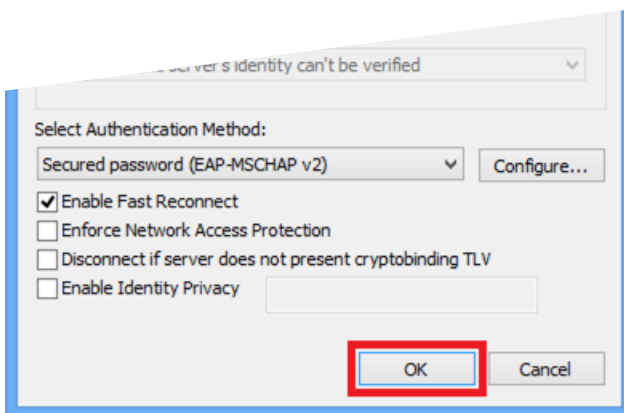 server's identity can't be verified
Select Authentication Method:
Secured password (EAP-MSCHAP v2)
Configure...
Enable Fast Reconnect
Enforce Network Access Protection
Disconnect if server does not present cryptobinding TLV
Enable Identity Privacy
OK
Cancel